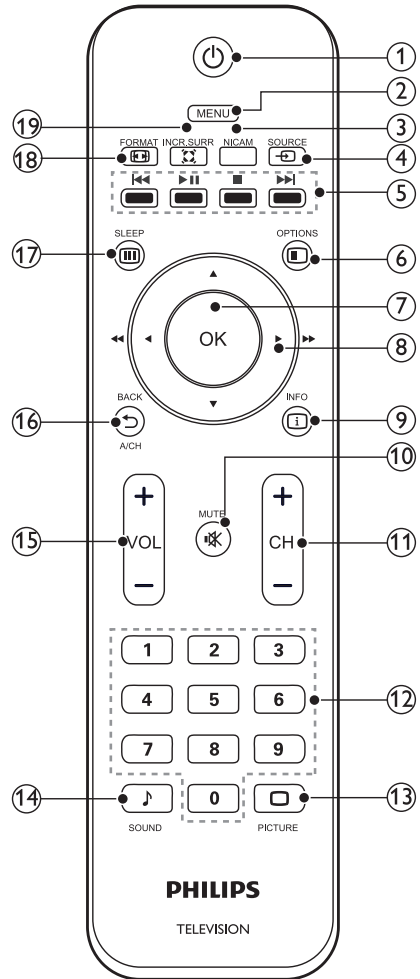 1
MENU
2
19
3
FORMAT INCR.SURR NICAM SOURCE
18
4
5
SLEEP OPTIONS
17
6
7
OK
8
BACK INFO
16
i
9
A/CH
10
MUTE
+ +
15 VOL CH 11
− −
1 2 3
4 5 6
12
7 8 9
14 0 13
SOUND PICTURE
PHILIPS
TELEVISION